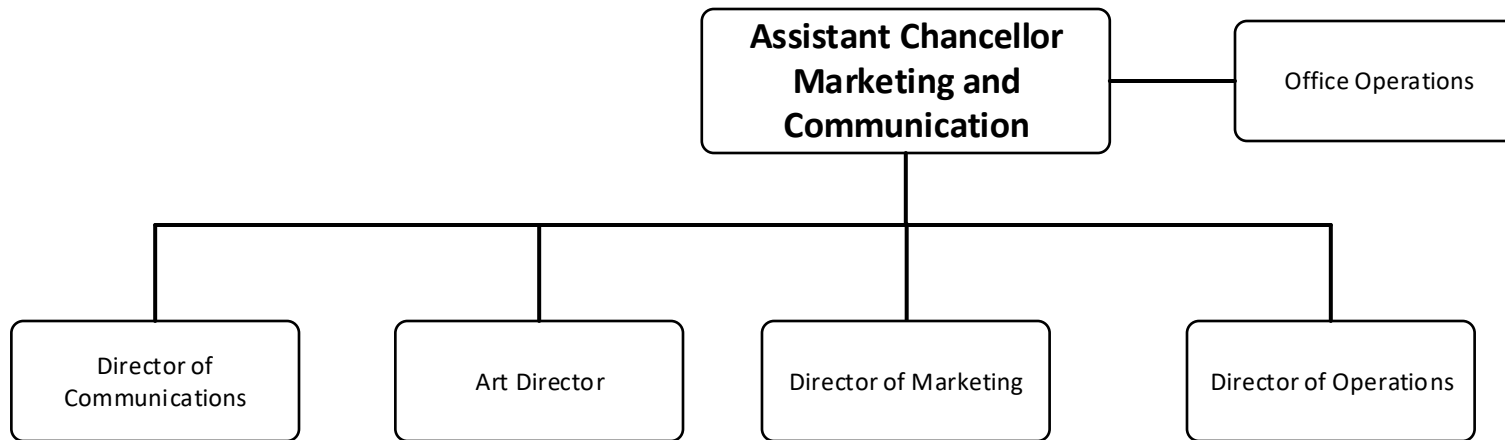 Assistant Chancellor
Marketing and
Communication
Office Operations
Director of
Communications
Art Director
Director of Marketing
Director of Operations